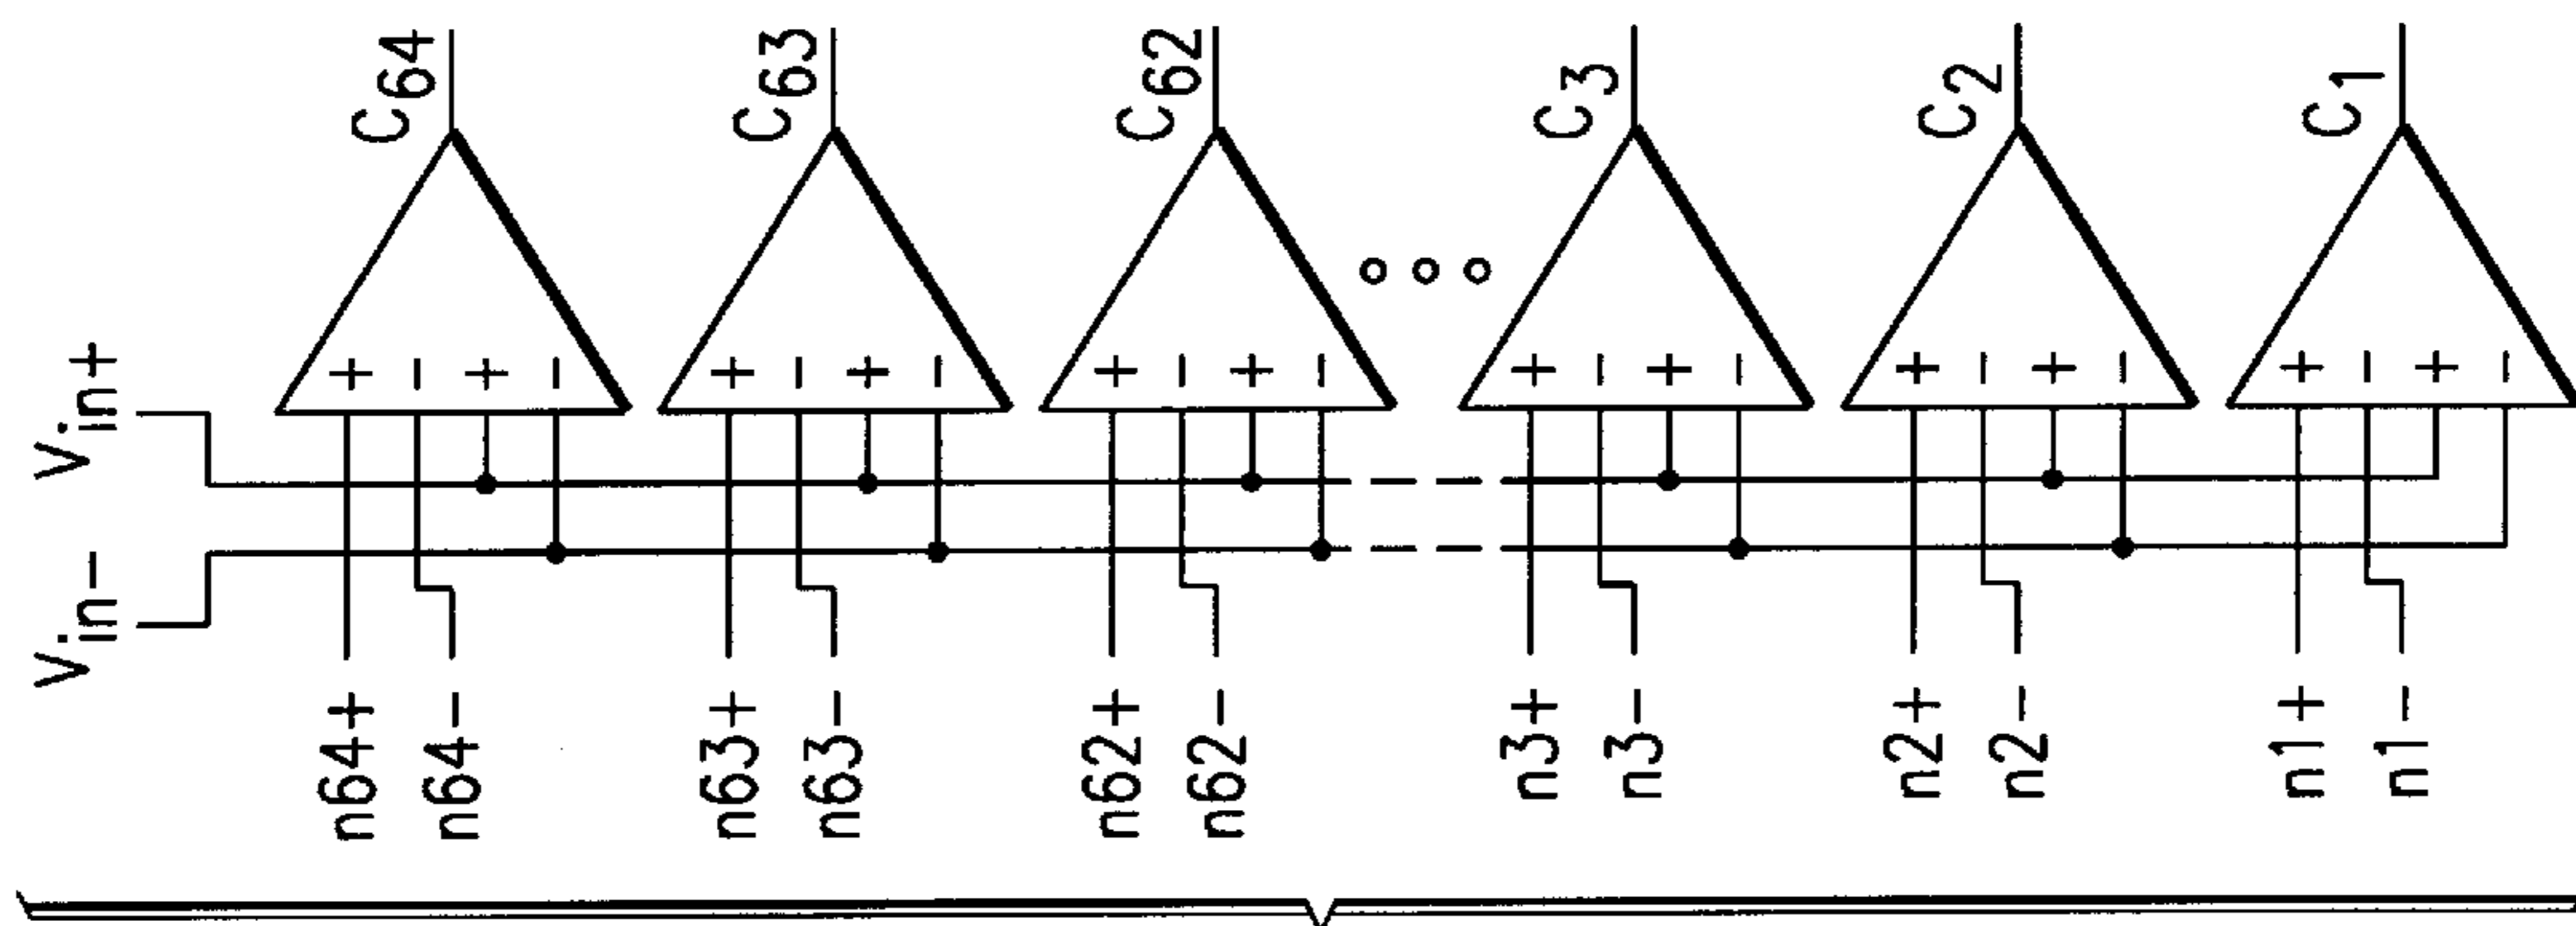 C64 C63 C62 C3 C2 C1
+ - + - + - + - + - + - + - + - + - + - + - + -
Vin+
Vin-
n64+ n64- n63+ n63- n62+ n62- n3+ n3- n2+ n2- n1+ n1-